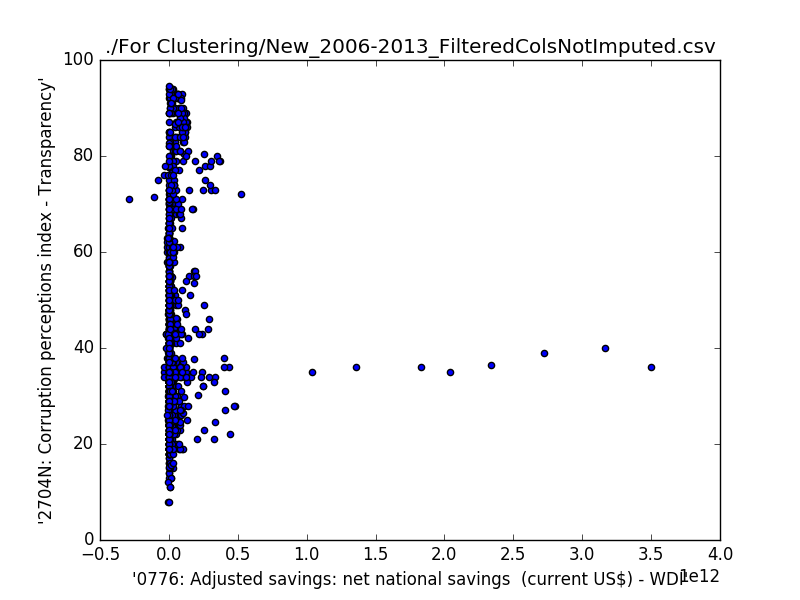 ./For Clustering/New_2006-2013_FilteredColsNotImputed.csv
'2704N: Corruption perceptions index - Transparency'
100
80
60
40
20
0
−0.5 0.0 0.5 1.0 1.5 2.0 2.5 3.0 3.5 4.0
1e12
'0776: Adjusted savings: net national savings  (current US$) - WDI'